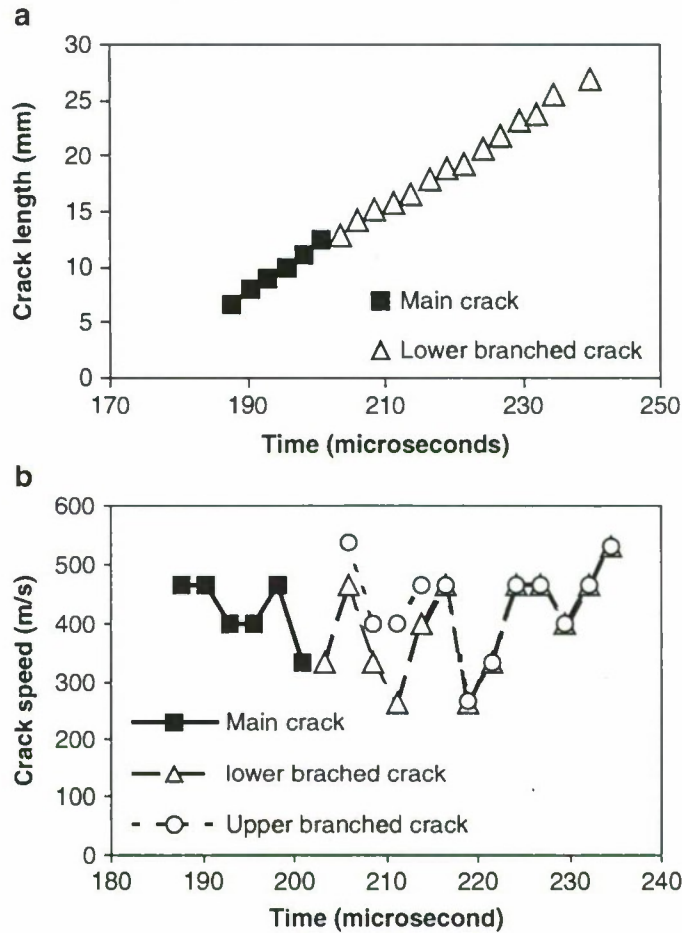 a
30
25
20
15
10
5
0
Crack length (mm)
Main crack
Lower branched crack
170 190 210 230 250
Time (microseconds)
b
600
500
400
300
200
100
0
Crack speed (m/s)
Main crack
lower brached crack
Upper branched crack
180 190 200 210 220 230 240
Time (microsecond)